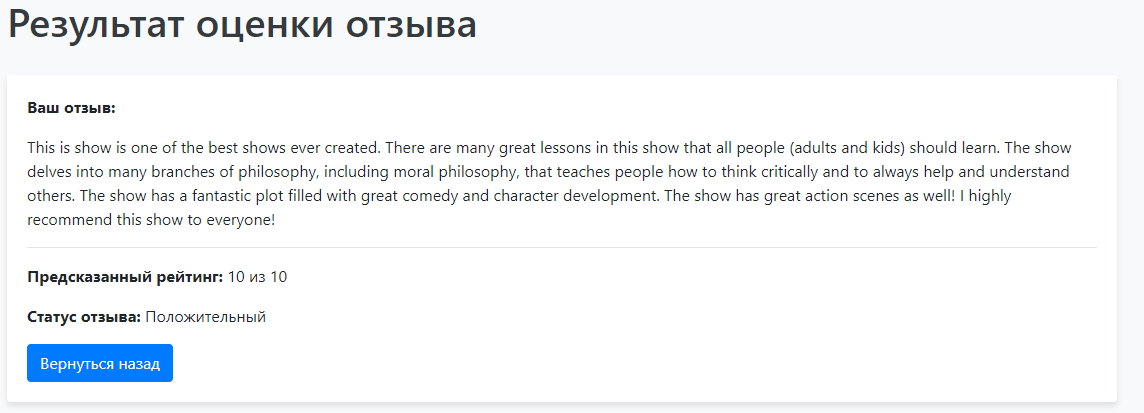 Результат оценки отзыва
Ваш отзыв:
This is show is one of the best shows ever created. There are many great lessons in this show that all people (adults and kids) should learn. The show
delves into many branches of philosophy, including moral philosophy, that teaches people how to think critically and to always help and understand
others. The show has a fantastic plot filled with great comedy and character development. The show has great action scenes as well! I highly
recommend this show to everyone!
Предсказанный рейтинг: 10 из 10
Статус отзыва: Положительный
Вернуться назад